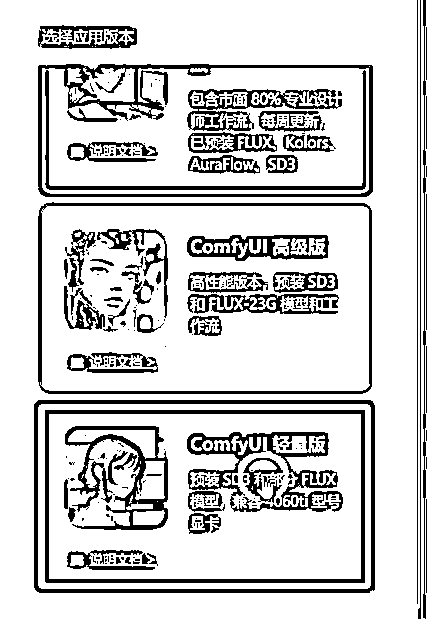 选择应用版本
包含市面 80% 专业设计
师工作流，每周更新，
已预装 FLUX、Kolors、
AuraFlow、SD3
说明文档 >
ComfyUI 高级版
高性能版本，预装 SD3
和 FLUX-23G 模型和工
作流
说明文档 >
ComfyUI 轻量版
预装 SD3 和部分 FLUX
模型，兼容 4060ti 型号
显卡
说明文档 >